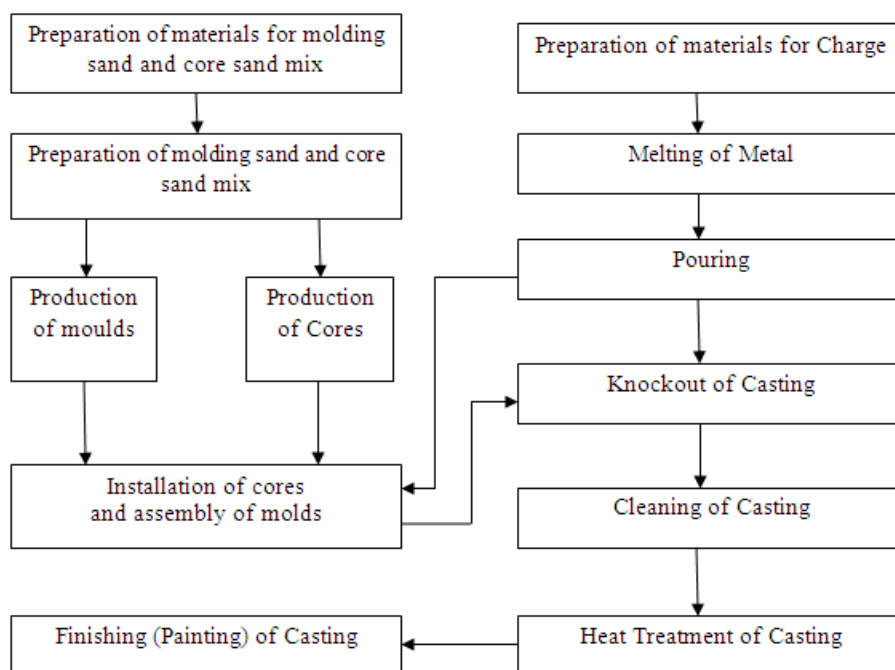 Preparation of materials for molding
sand and core sand mix
Preparation of materials for Charge
Preparation of molding sand and core
sand mix
Melting of Metal
Pouring
Production
of moulds
Production
of Cores
Knockout of Casting
Installation of cores
and assembly of molds
Cleaning of Casting
Finishing (Painting) of Casting
Heat Treatment of Casting